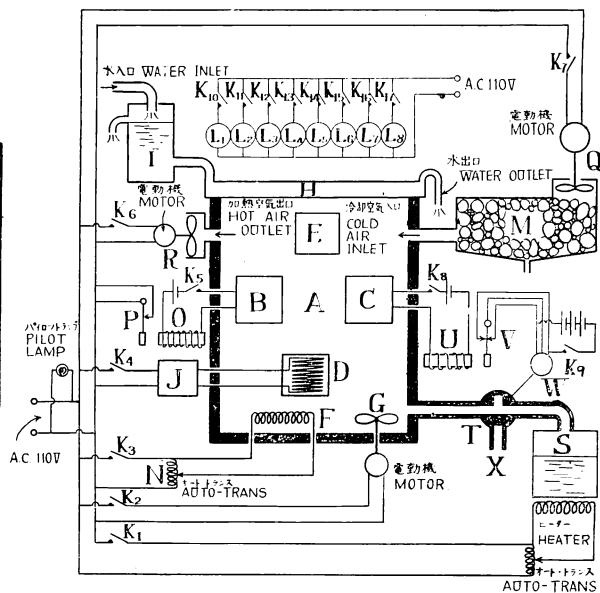 水入口 WATER INLET
K10 K11 K12 K13 K14 K15 K16 K17
A.C 110V
L1 L2 L3 L4 L5 L6 L7 L8
K7
電動機
MOTOR
Q
I
水出口
WATER OUTLET
H
電動機
MOTOR
K6
R
加熱空気出口
HOT AIR
OUTLET
E
冷却空気入口
COLD
AIR
INLET
M
K5
K8
P
O
B
A
C
U
V
パイロットランプ
PILOT
LAMP
K4
J
D
K9
W
F
G
T
X
S
A.C. 110V
K3
N
オートトランス
AUTO-TRANS
電動機
MOTOR
K2
K1
ヒーター
HEATER
オートトランス
AUTO-TRANS